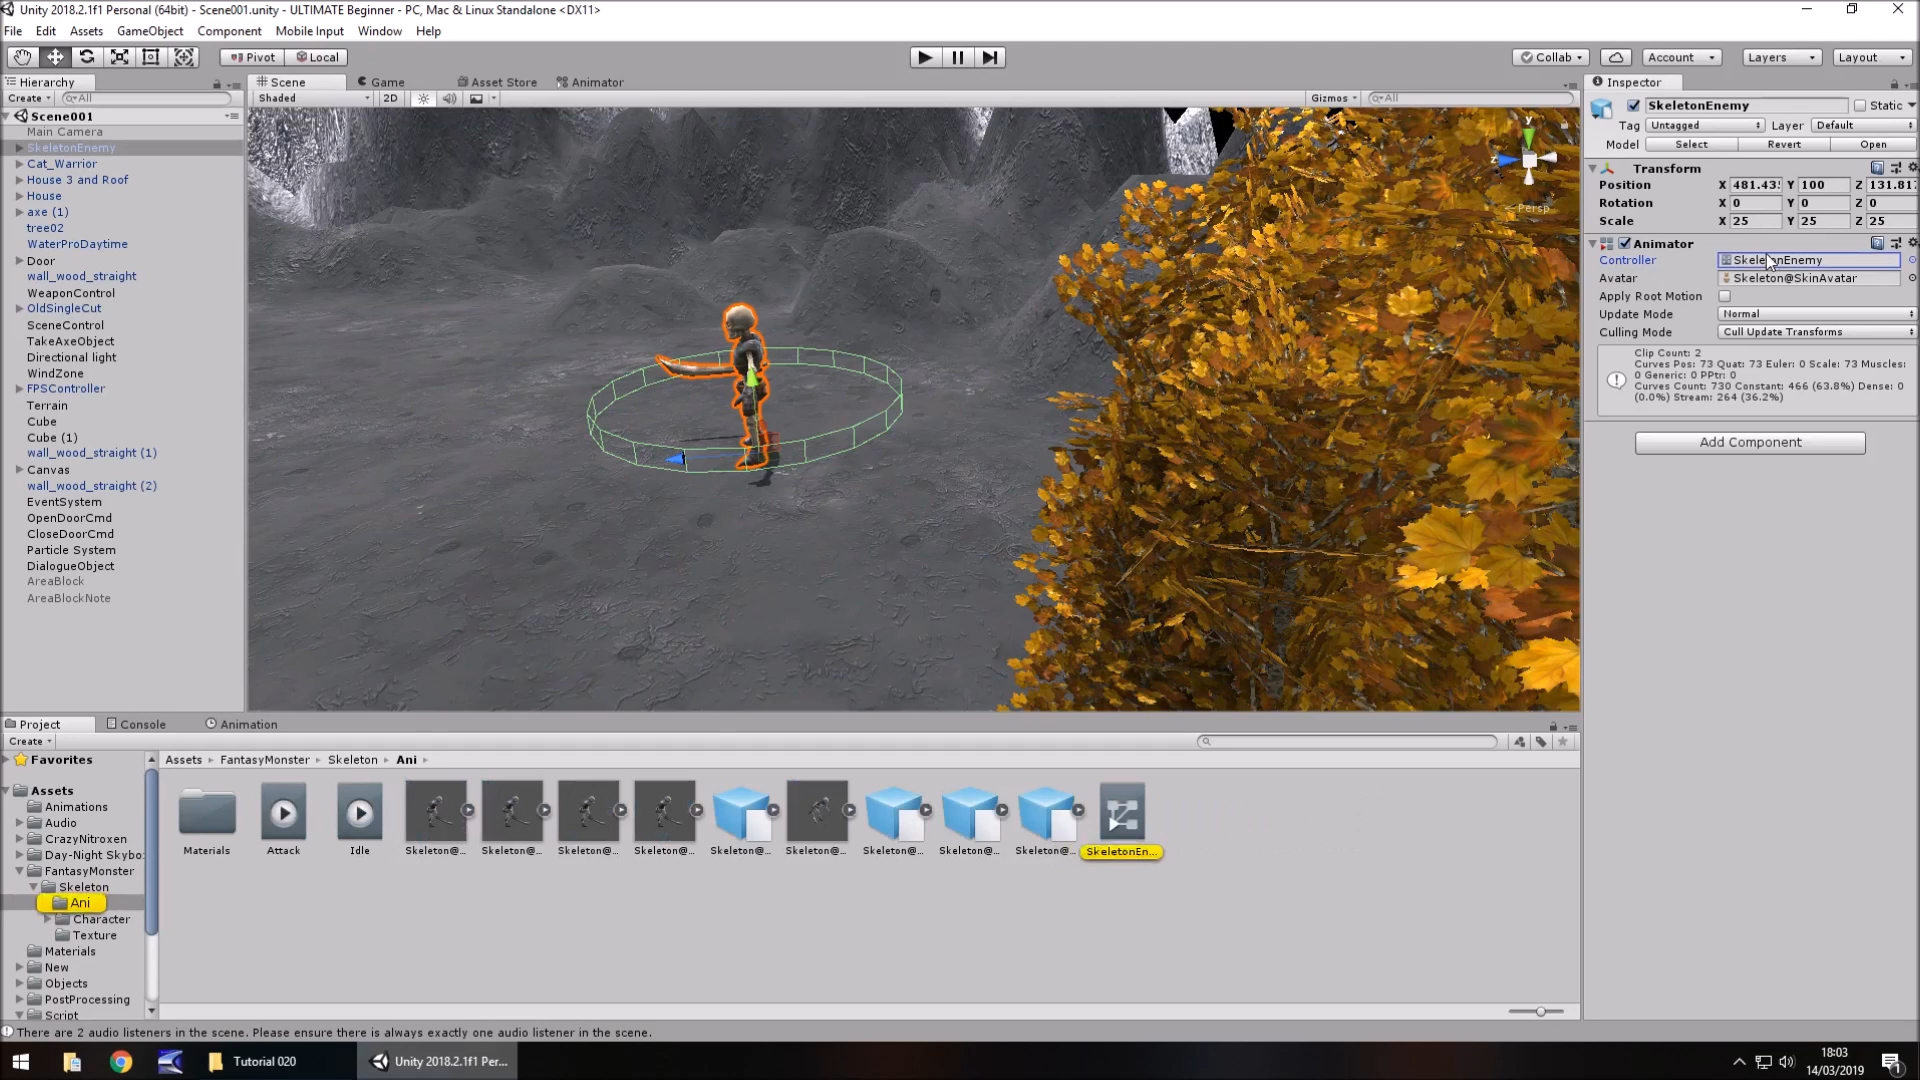 Unity 2018.2.1f1 Personal (64bit) - Scene001.unity - ULTIMATE Beginner - PC, Mac & Linux Standalone <DX11>
File Edit Assets GameObject Component Mobile Input Window Help
Pivot Local Collab Account Layers Layout
Hierarchy
Create All
Scene001
Main Camera
SkeletonEnemy
Cat_Warrior
House 3 and Roof
House
axe (1)
tree02
WaterProDaytime
Door
wall_wood_straight
WeaponControl
OldSingleCut
SceneControl
TakeAxeObject
Directional light
WindZone
FPSController
Terrain
Cube
Cube (1)
wall_wood_straight (1)
Canvas
wall_wood_straight (2)
EventSystem
OpenDoorCmd
CloseDoorCmd
Particle System
DialogueObject
AreaBlock
AreaBlockNote
Scene Game Asset Store Animator
Shaded 2D Gizmos All
y
z
Persp
Inspector
SkeletonEnemy Static
Tag Untagged Layer Default
Model Select Revert Open
Transform
Position X 481.43 Y 100 Z 131.81
Rotation X 0 Y 0 Z 0
Scale X 25 Y 25 Z 25
Animator
Controller SkeletonEnemy
Avatar Skeleton@SkinAvatar
Apply Root Motion
Update Mode Normal
Culling Mode Cull Update Transforms
Clip Count: 2
Curves Pos: 73 Quat: 73 Euler: 0 Scale: 73 Muscles:
0 Generic: 0 PPtr: 0
Curves Count: 730 Constant: 466 (63.8%) Dense: 0
(0.0%) Stream: 264 (36.2%)
Add Component
Project Console Animation
Create
Favorites
Assets
Animations
Audio
CrazyNitroxen
Day-Night Skybo
FantasyMonster
Skeleton
Ani
Character
Texture
Materials
New
Objects
PostProcessing
Script
Assets FantasyMonster Skeleton Ani
Materials Attack Idle Skeleton@... Skeleton@... Skeleton@... Skeleton@... Skeleton@... Skeleton@... Skeleton@... Skeleton@... Skeleton@... SkeletonEn...
There are 2 audio listeners in the scene. Please ensure there is always exactly one audio listener in the scene.
Tutorial 020 Unity 2018.2.1f1 Per...
18:03
14/03/2019
1